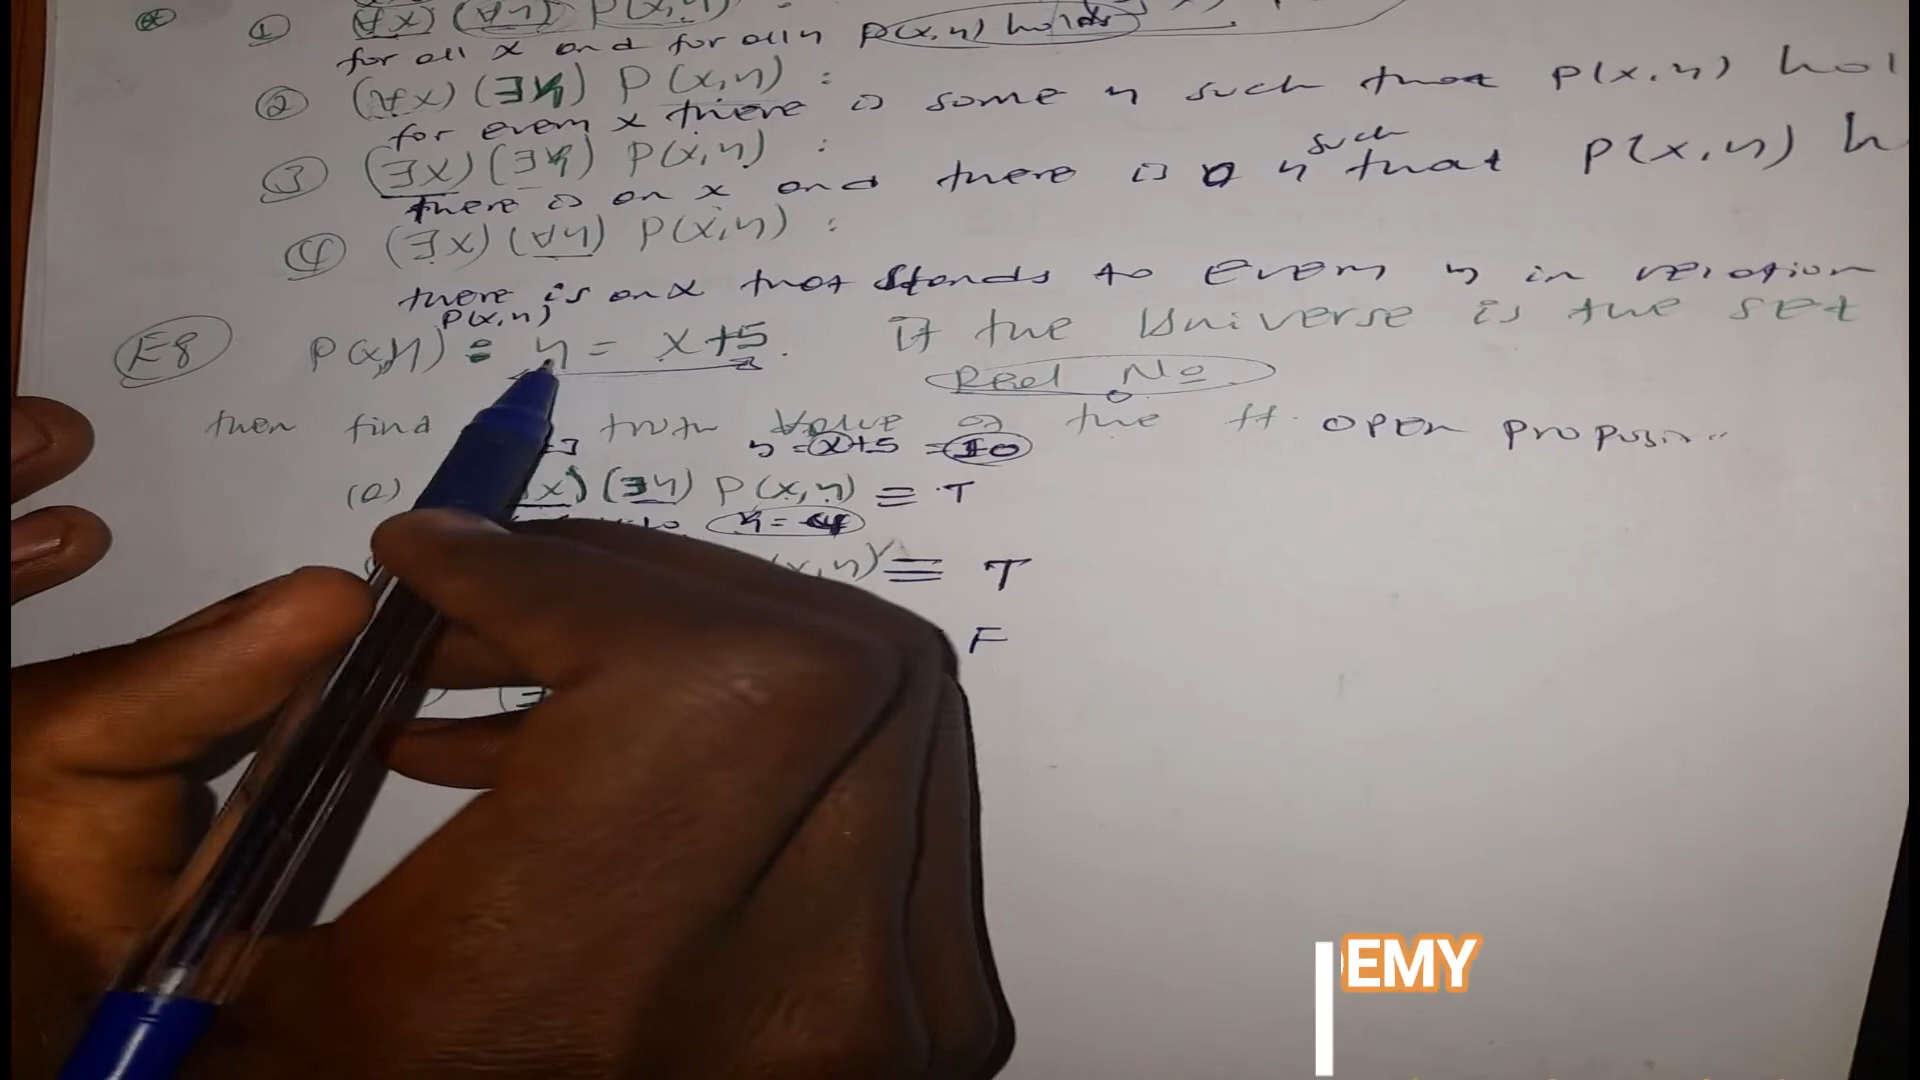 ① (∀x) (∀y) P(x,y) :
for all x and for all y P(x,y) holds
② (∀x) (∃y) P(x,y) :
for every x there is some y such that P(x,y) hol
③ (∃x) (∃y) P(x,y) :
there is an x and there is a y such that P(x,y) h
④ (∃x) (∀y) P(x,y) :
there is an x that stands to every y in relation
P(x,y)
E8 P(x,y) : y = x+5. if the Universe is the set
Real No.
then find truth value of the ff. open
y = x+5 = 10
(a) x) (∃y) P(x,y) ≡ T
(x,y) ≡ T
F
(∃
EMY